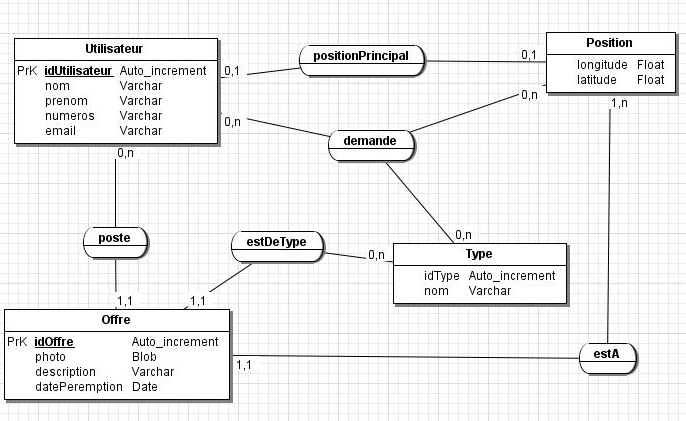 Utilisateur
PrK idUtilisateur Auto_increment
nom Varchar
prenom Varchar
numeros Varchar
email Varchar
0,1
positionPrincipal
0,1
Position
longitude Float
latitude Float
0,n
1,n
0,n
demande
0,n
0,n
poste
estDeType
0,n
Type
idType Auto_increment
nom Varchar
1,1
1,1
Offre
PrK idOffre Auto_increment
photo Blob
description Varchar
datePeremption Date
1,1
estA